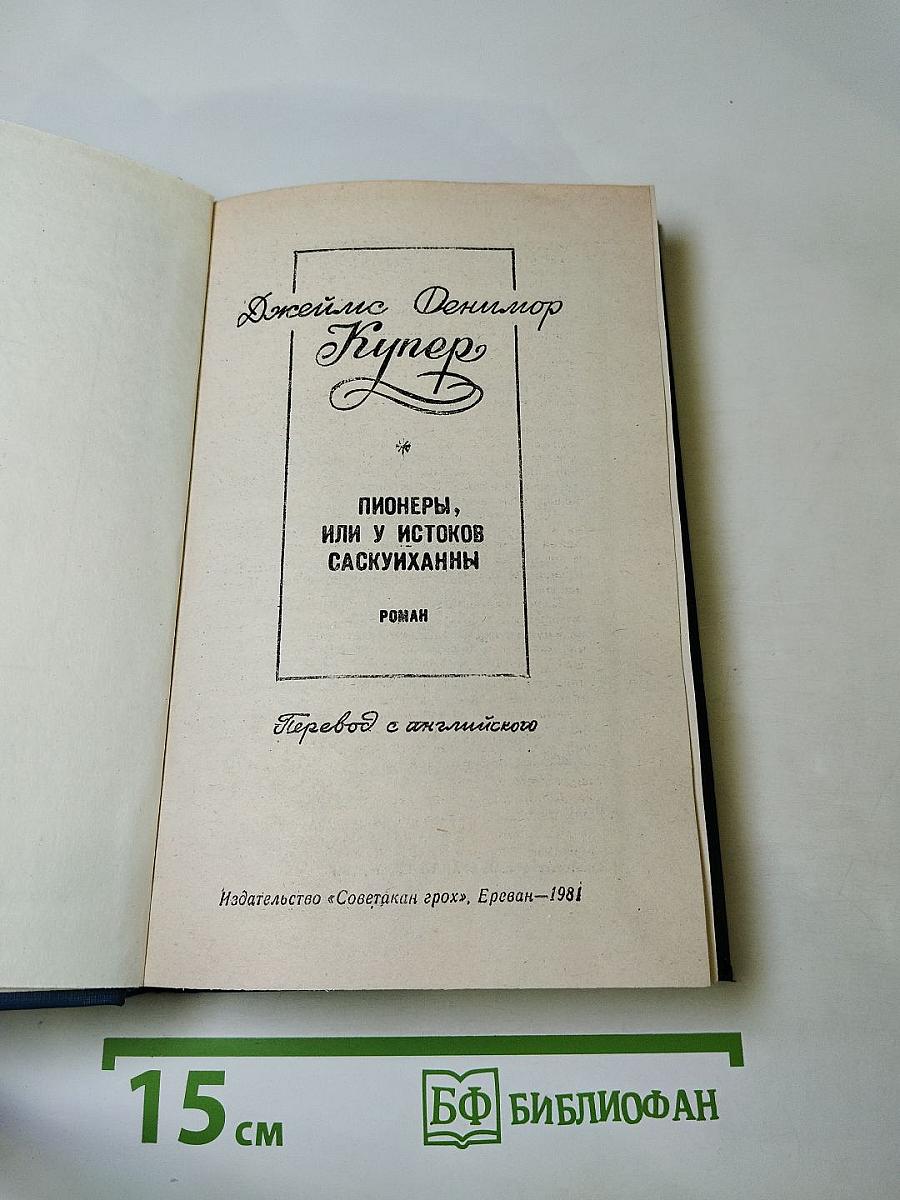 Джеймс Фенимор
Купер
*
ПИОНЕРЫ,
ИЛИ У ИСТОКОВ
САСКУИХАННЫ
РОМАН
Перевод с английского
Издательство «Советакан грох», Ереван—1981
15 см
БФ БИБЛИОФАН